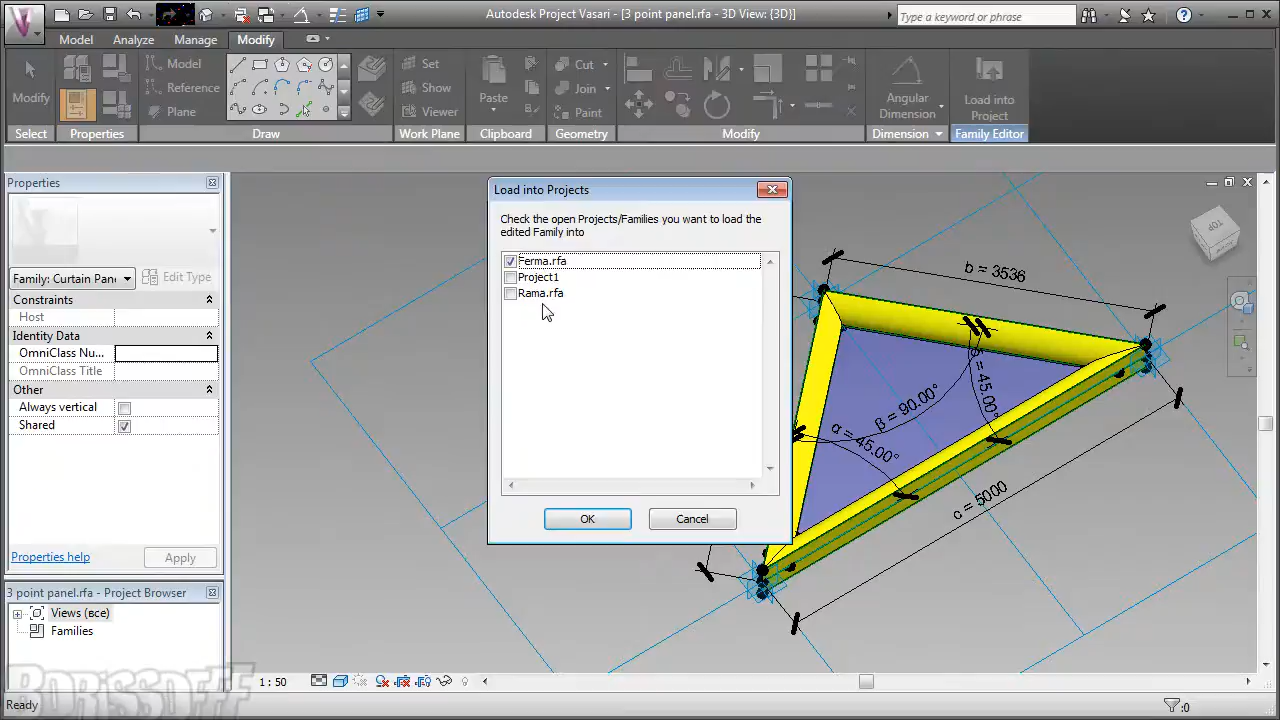 Autodesk Project Vasari - [3 point panel.rfa - 3D View: {3D}]
Type a keyword or phrase
Model
Analyze
Manage
Modify
Modify
Select
Properties
Model
Reference
Plane
Draw
Set
Show
Viewer
Work Plane
Paste
Clipboard
Cut
Join
Paint
Geometry
Modify
Angular
Dimension
Dimension
Load into
Project
Family Editor
Properties
Family: Curtain Pane
Edit Type
Constraints
Host
Identity Data
OmniClass Nu...
OmniClass Title
Other
Always vertical
Shared
Properties help
Apply
3 point panel.rfa - Project Browser
Views (все)
Families
Load into Projects
Check the open Projects/Families you want to load the
edited Family into
Ferma.rfa
Project1
Rama.rfa
OK
Cancel
TOP
b = 3536
= 45.00°
β = 90.00°
α = 45.00°
c = 5000
1 : 50
:0
BORISSOFFF
Ready